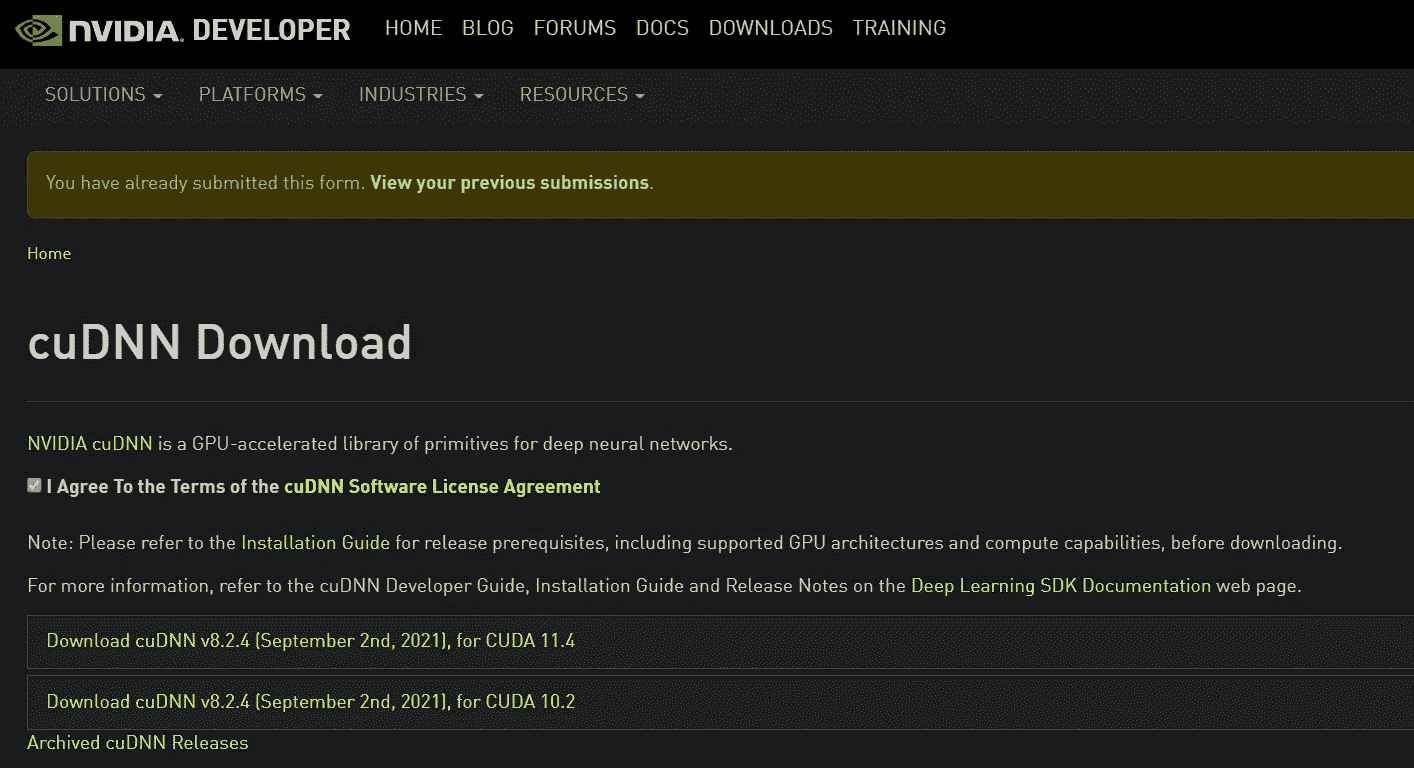 NVIDIA. DEVELOPER HOME BLOG FORUMS DOCS DOWNLOADS TRAINING
SOLUTIONS PLATFORMS INDUSTRIES RESOURCES
You have already submitted this form. View your previous submissions.
Home
cuDNN Download
NVIDIA cuDNN is a GPU-accelerated library of primitives for deep neural networks.
I Agree To the Terms of the cuDNN Software License Agreement
Note: Please refer to the Installation Guide for release prerequisites, including supported GPU architectures and compute capabilities, before downloading.
For more information, refer to the cuDNN Developer Guide, Installation Guide and Release Notes on the Deep Learning SDK Documentation web page.
Download cuDNN v8.2.4 (September 2nd, 2021), for CUDA 11.4
Download cuDNN v8.2.4 (September 2nd, 2021), for CUDA 10.2
Archived cuDNN Releases